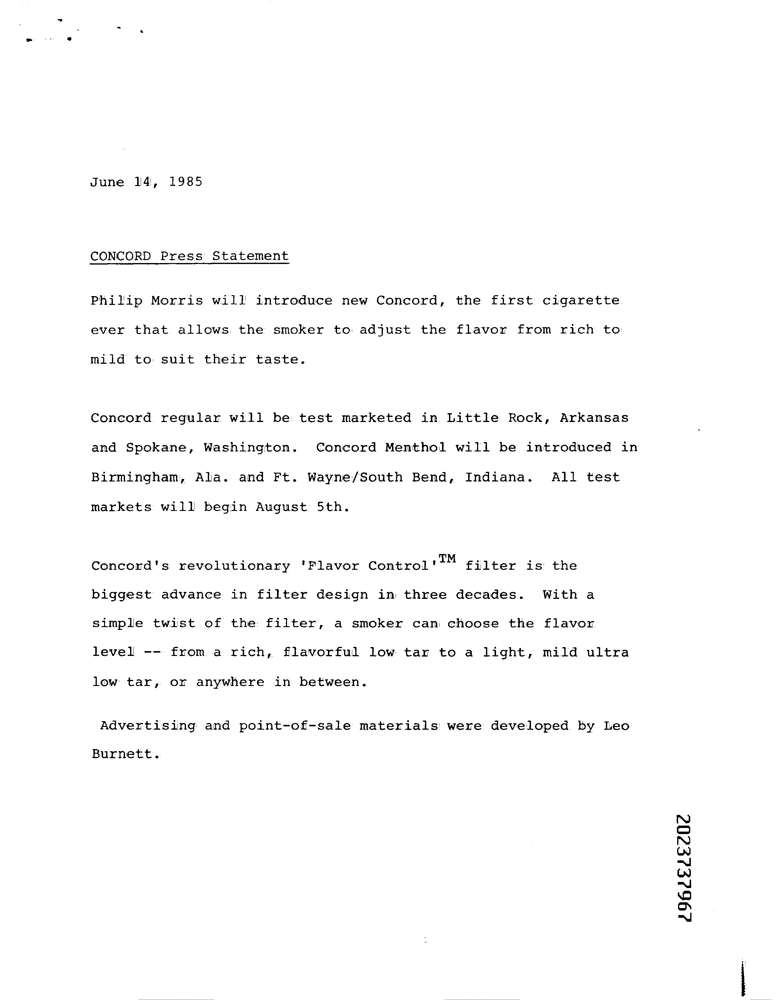 June 14, 1985
CONCORD Press Statement
Philip Morris will introduce new Concord, the first cigarette
ever that allows the smoker to adjust the flavor from rich to
mild to suit their taste.
Concord regular will be test marketed in Little Rock, Arkansas
and Spokane, Washington. Concord Menthol will be introduced in
Birmingham, Ala. and Ft. Wayne/South Bend, Indiana. All test
markets will begin August 5th.
Concord's revolutionary 'Flavor Control'™ filter is the
biggest advance in filter design in three decades. With a
simple twist of the filter, a smoker can choose the flavor
level -- from a rich, flavorful low tar to a light, mild ultra
low tar, or anywhere in between.
Advertising and point-of-sale materials were developed by Leo
Burnett.
2023737967